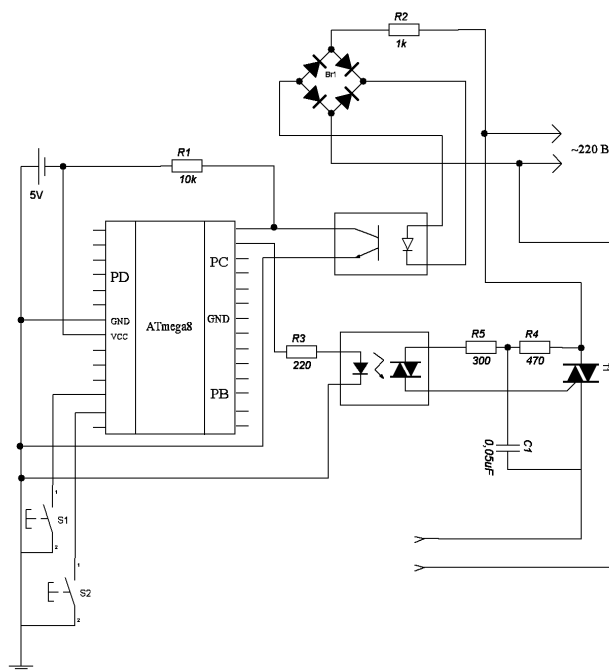 R2
1k
Br1
~220 В
R1
10k
5V
PD
PC
ATmega8
GND
GND
VCC
PB
R3
220
R5
300
R4
470
C1
0,05uF
1
S1
2
1
S2
2